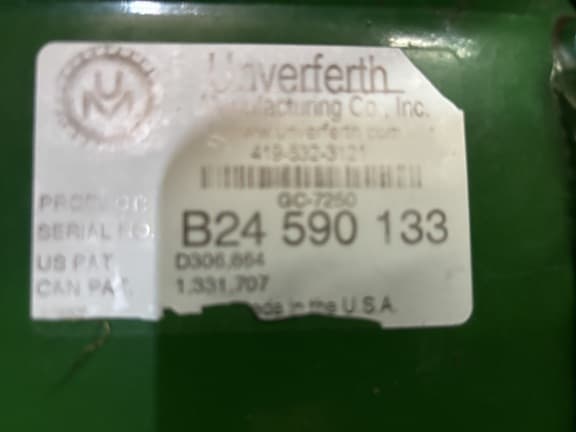 UM
Unverferth
Manufacturing Co., Inc.
www.unverferth.com
419-532-3121
PRODUCT: GC-7250
SERIAL NO. B24 590 133
US PAT. D306,864
CAN PAT. 1,331,707
Made in the U.S.A.